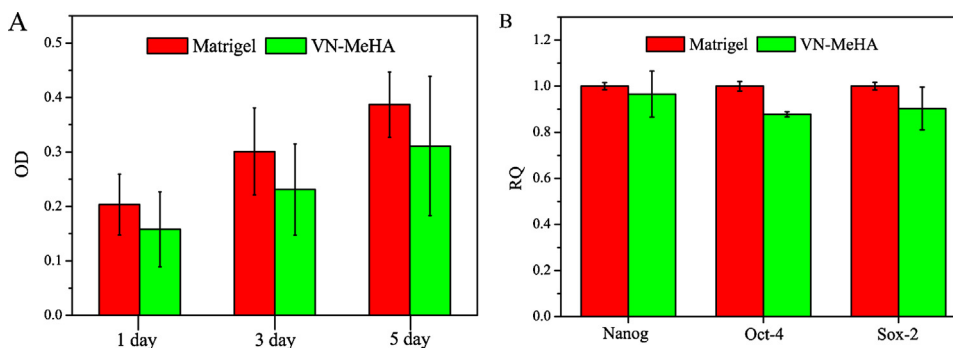 A
0.5
0.4
0.3
0.2
0.1
0.0
OD
Matrigel VN-MeHA
1 day 3 day 5 day
B
1.2
1.0
0.8
0.6
0.4
0.2
0.0
RQ
Matrigel VN-MeHA
Nanog Oct-4 Sox-2